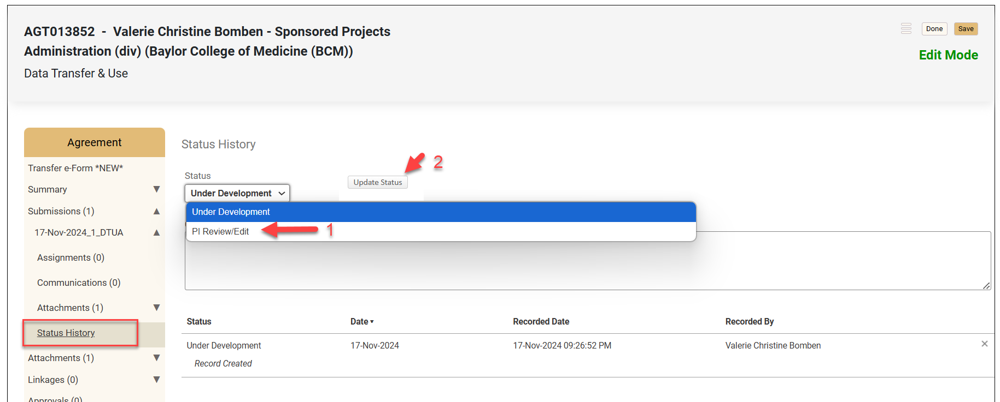 AGT013852 - Valerie Christine Bomben - Sponsored Projects
Administration (div) (Baylor College of Medicine (BCM))
Data Transfer & Use
Done
Save
Edit Mode
Agreement
Transfer e-Form *NEW*
Summary
Submissions (1)
17-Nov-2024_1_DTUA
Assignments (0)
Communications (0)
Attachments (1)
Status History
Attachments (1)
Linkages (0)
Approvals (0)
Status History
Status
Update Status
2
Under Development
Under Development
PI Review/Edit
1
Status Date Recorded Date Recorded By
Under Development 17-Nov-2024 17-Nov-2024 09:26:52 PM Valerie Christine Bomben
Record Created